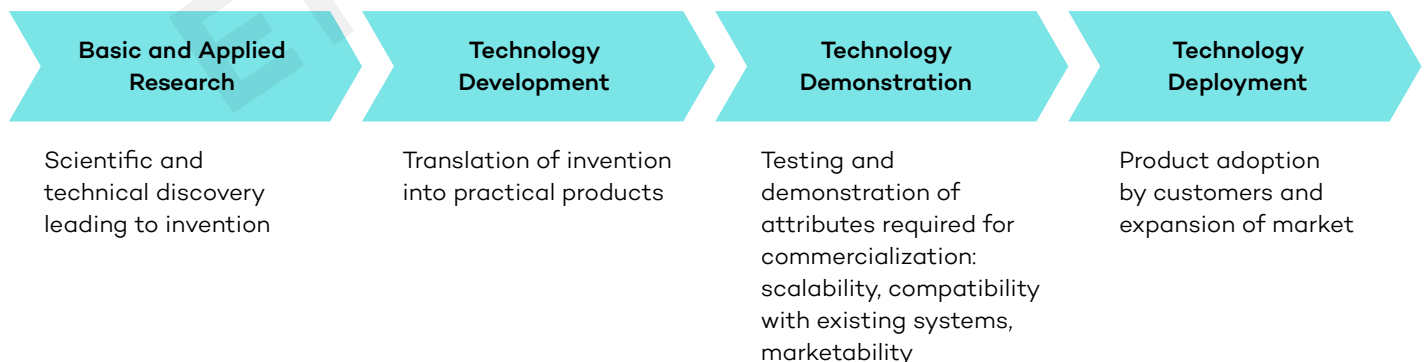 Basic and Applied
Research
Technology
Development
Technology
Demonstration
Technology
Deployment
Scientific and
technical discovery
leading to invention
Translation of invention
into practical products
Testing and
demonstration of
attributes required for
commercialization:
scalability, compatibility
with existing systems,
marketability
Product adoption
by customers and
expansion of market